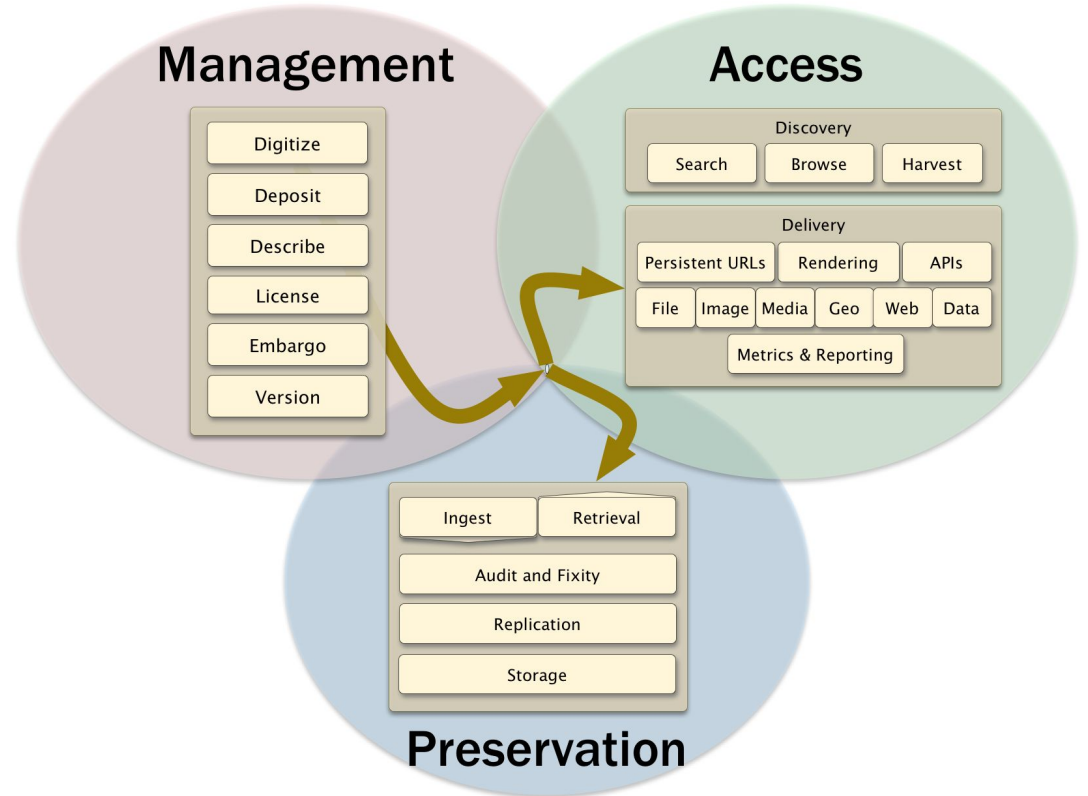 Management
Digitize
Deposit
Describe
License
Embargo
Version
Access
Discovery
Search Browse Harvest
Delivery
Persistent URLs Rendering APIs
File Image Media Geo Web Data
Metrics & Reporting
Ingest Retrieval
Audit and Fixity
Replication
Storage
Preservation